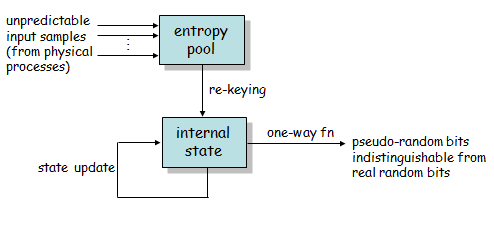 unpredictable
input samples
(from physical
processes)
entropy
pool
re-keying
internal
state
one-way fn
state update
pseudo-random bits
indistinguishable from
real random bits